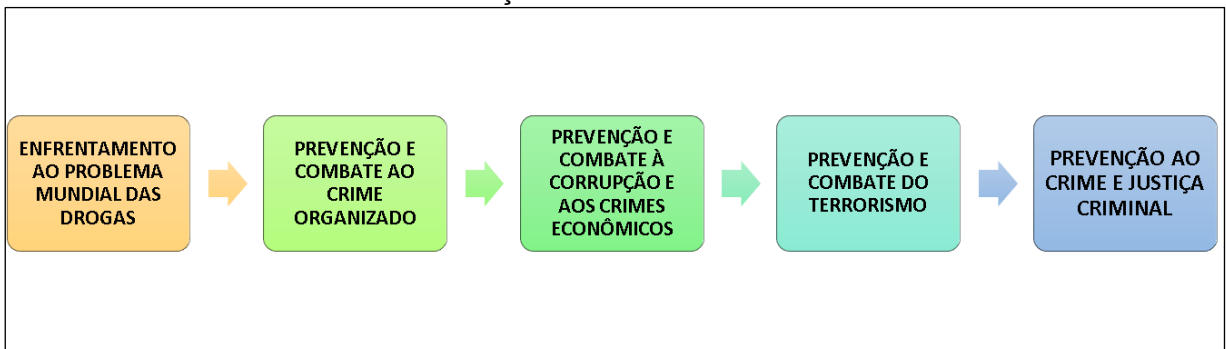 ENFRENTAMENTO
AO PROBLEMA
MUNDIAL DAS
DROGAS
PREVENÇÃO E
COMBATE AO
CRIME
ORGANIZADO
PREVENÇÃO E
COMBATE À
CORRUPÇÃO E
AOS CRIMES
ECONÔMICOS
PREVENÇÃO E
COMBATE DO
TERRORISMO
PREVENÇÃO AO
CRIME E JUSTIÇA
CRIMINAL